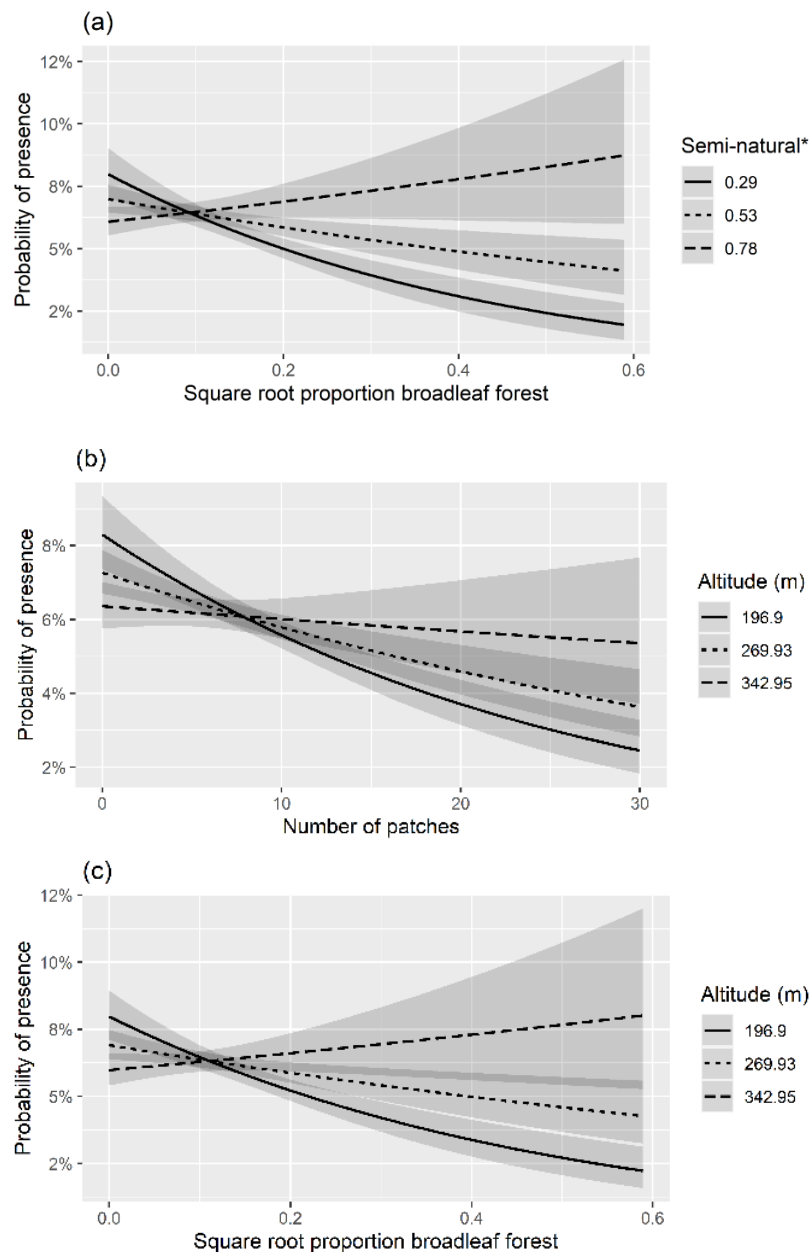 (a)
12%
10%
8%
5%
2%
Probability of presence
0.0 0.2 0.4 0.6
Square root proportion broadleaf forest
Semi-natural*
0.29
0.53
0.78
(b)
8%
6%
4%
2%
Probability of presence
0 10 20 30
Number of patches
Altitude (m)
196.9
269.93
342.95
(c)
12%
10%
8%
5%
2%
Probability of presence
0.0 0.2 0.4 0.6
Square root proportion broadleaf forest
Altitude (m)
196.9
269.93
342.95